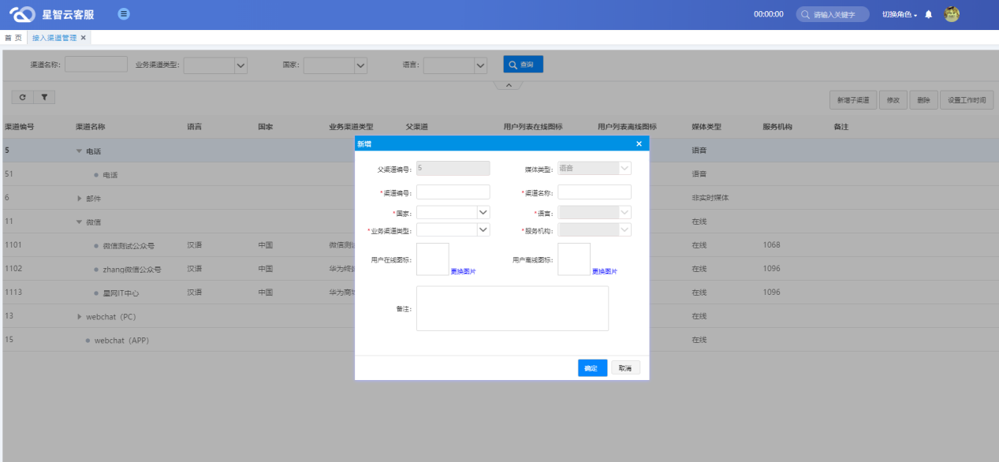 星智云客服
00:00:00 请输入关键字 切换角色
首 页 接入渠道管理
渠道名称: 业务渠道类型: 国家: 语言: 查询
新增子渠道 修改 删除 设置工作时间
渠道编号 渠道名称 语言 国家 业务渠道类型 父渠道 用户列表在线图标 用户列表离线图标 媒体类型 服务机构 备注
5 电话 语音
51 电话 语音
6 邮件 非实时媒体
11 微信 在线
1101 微信测试公众号 汉语 中国 微信测 在线 1068
1102 zhang微信公众号 汉语 中国 华为终 在线 1096
1113 星网IT中心 汉语 中国 华为商 在线 1096
13 webchat（PC） 在线
15 webchat（APP） 在线
新增
父渠道编号: 5 媒体类型: 语音
*渠道编号: *渠道名称:
*国家: *语言:
*业务渠道类型: *服务机构:
用户在线图标: 更换图片 用户离线图标: 更换图片
备注:
确定 取消